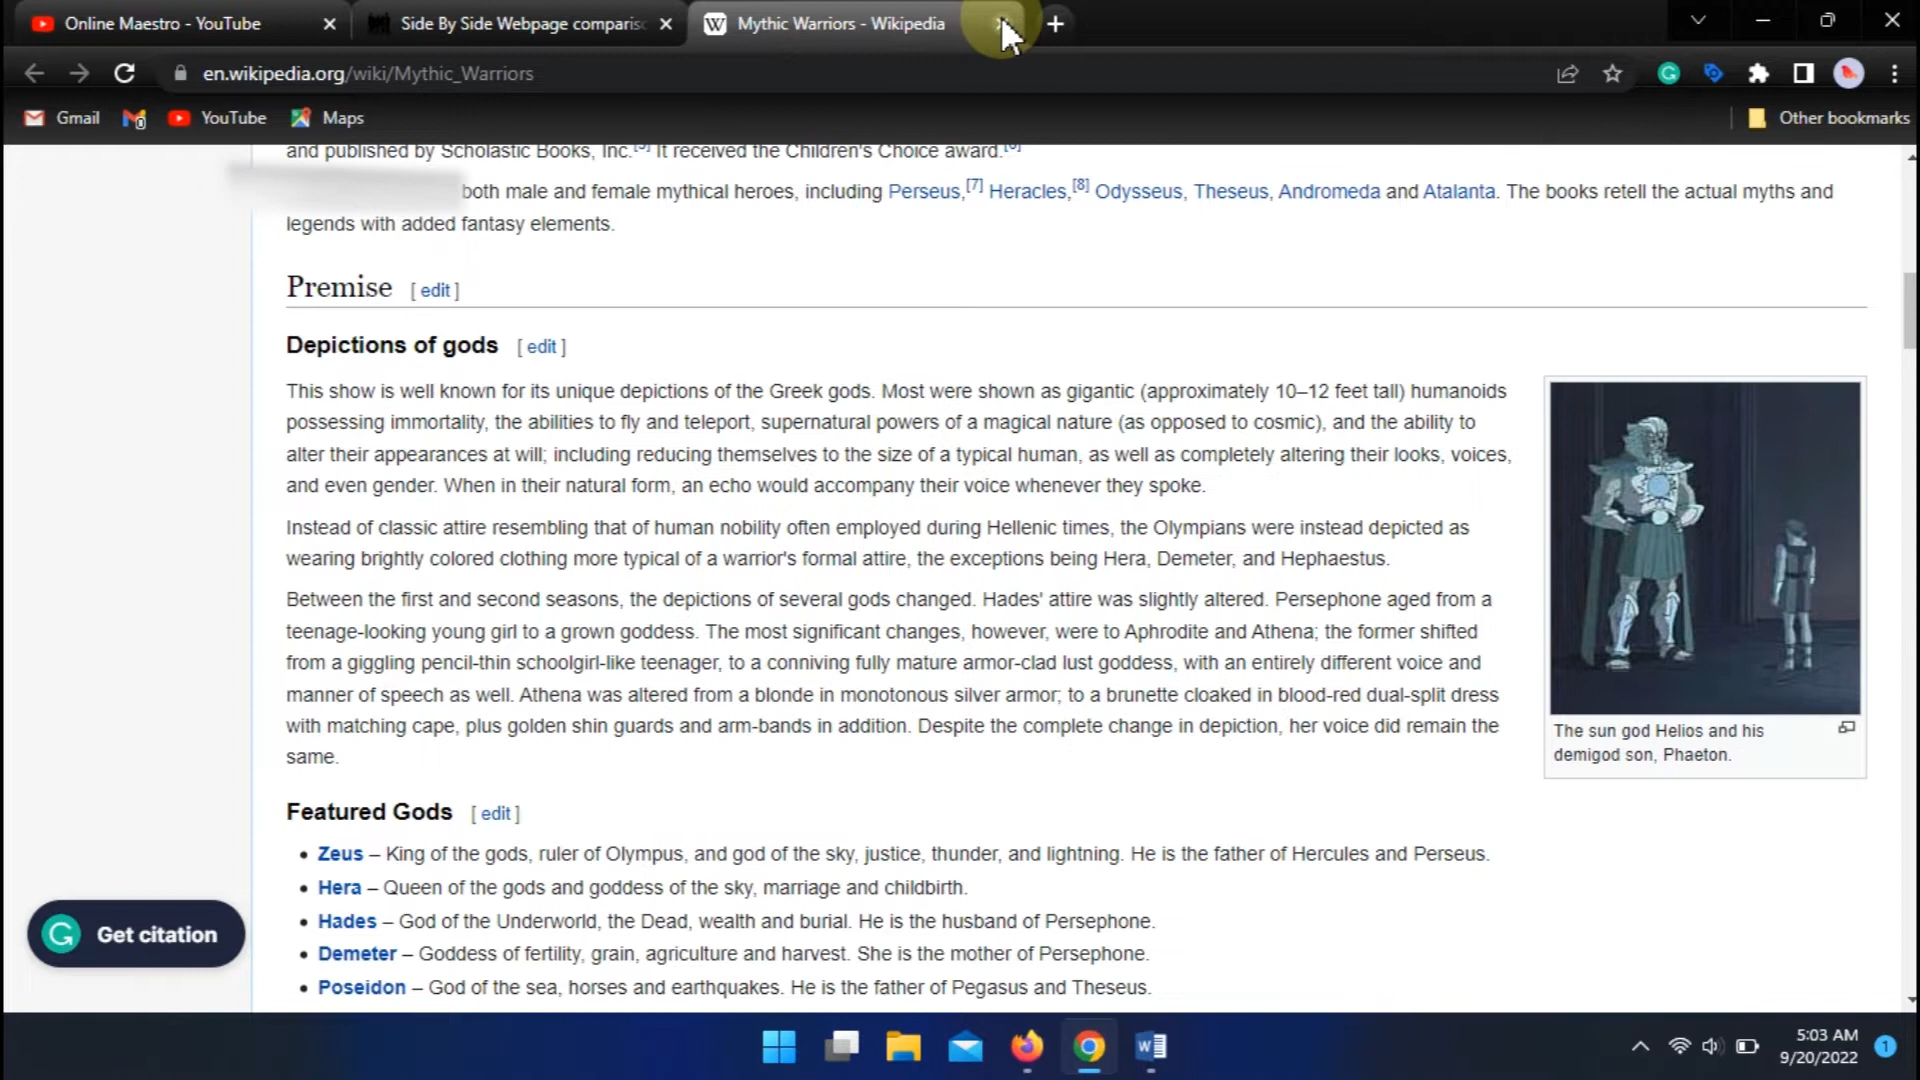 Online Maestro - YouTube
Side By Side Webpage comparis
Mythic Warriors - Wikipedia
en.wikipedia.org/wiki/Mythic_Warriors
Gmail
YouTube
Maps
Other bookmarks
and published by Scholastic Books, Inc.[5] It received the Children's Choice award.[6]
both male and female mythical heroes, including Perseus,[7] Heracles,[8] Odysseus, Theseus, Andromeda and Atalanta. The books retell the actual myths and
legends with added fantasy elements.
Premise [ edit ]
Depictions of gods [ edit ]
This show is well known for its unique depictions of the Greek gods. Most were shown as gigantic (approximately 10–12 feet tall) humanoids
possessing immortality, the abilities to fly and teleport, supernatural powers of a magical nature (as opposed to cosmic), and the ability to
alter their appearances at will; including reducing themselves to the size of a typical human, as well as completely altering their looks, voices,
and even gender. When in their natural form, an echo would accompany their voice whenever they spoke.
Instead of classic attire resembling that of human nobility often employed during Hellenic times, the Olympians were instead depicted as
wearing brightly colored clothing more typical of a warrior's formal attire, the exceptions being Hera, Demeter, and Hephaestus.
Between the first and second seasons, the depictions of several gods changed. Hades' attire was slightly altered. Persephone aged from a
teenage-looking young girl to a grown goddess. The most significant changes, however, were to Aphrodite and Athena; the former shifted
from a giggling pencil-thin schoolgirl-like teenager, to a conniving fully mature armor-clad lust goddess, with an entirely different voice and
manner of speech as well. Athena was altered from a blonde in monotonous silver armor; to a brunette cloaked in blood-red dual-split dress
with matching cape, plus golden shin guards and arm-bands in addition. Despite the complete change in depiction, her voice did remain the
same.
The sun god Helios and his
demigod son, Phaeton.
Featured Gods [ edit ]
• Zeus – King of the gods, ruler of Olympus, and god of the sky, justice, thunder, and lightning. He is the father of Hercules and Perseus.
• Hera – Queen of the gods and goddess of the sky, marriage and childbirth.
• Hades – God of the Underworld, the Dead, wealth and burial. He is the husband of Persephone.
• Demeter – Goddess of fertility, grain, agriculture and harvest. She is the mother of Persephone.
• Poseidon – God of the sea, horses and earthquakes. He is the father of Pegasus and Theseus.
Get citation
5:03 AM
9/20/2022
1